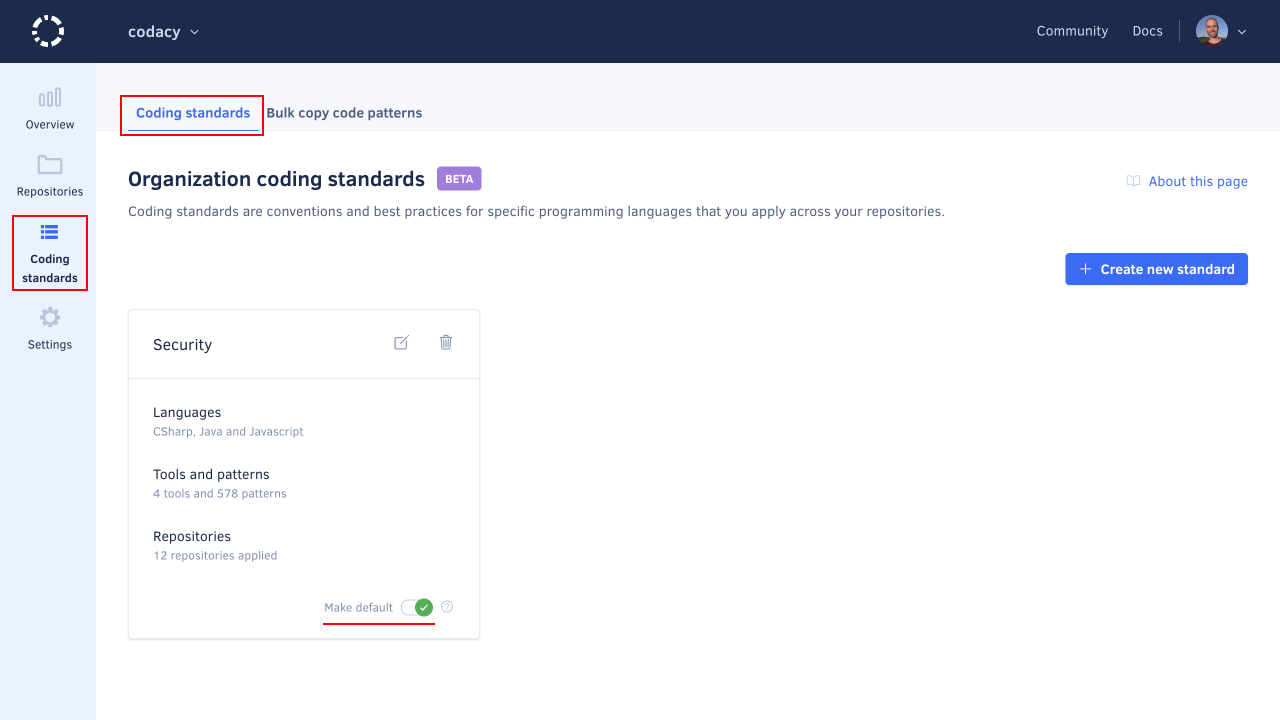 codacy
Community
Docs
Overview
Repositories
Coding
standards
Settings
Coding standards
Bulk copy code patterns
Organization coding standards
BETA
About this page
Coding standards are conventions and best practices for specific programming languages that you apply across your repositories.
+ Create new standard
Security
Languages
CSharp, Java and Javascript
Tools and patterns
4 tools and 578 patterns
Repositories
12 repositories applied
Make default
?